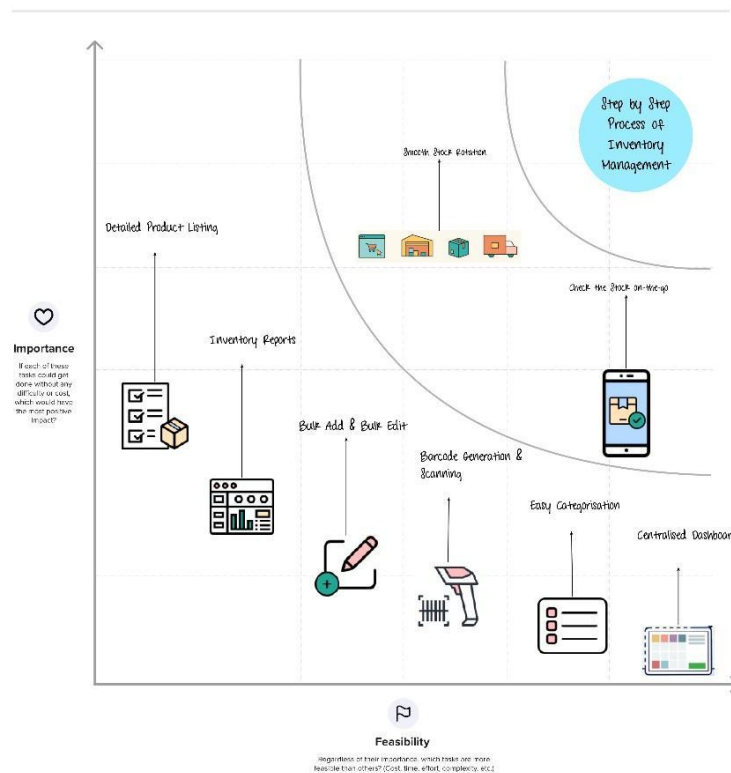 Step by Step
Process of
Inventory
Management
Smooth Stock Rotation
Detailed Product Listing
Check the Stock on-the-go
Inventory Reports
Importance
If each of these
tasks could get
done without any
difficulty or cost,
which would have
the most positive
impact?
Bulk Add & Bulk Edit
Barcode Generation &
Scanning
Easy Categorisation
Centralised Dashboar
Feasibility
Regardless of their importance, which tasks are more
feasible than others? (Cost, time, effort, complexity, etc.)